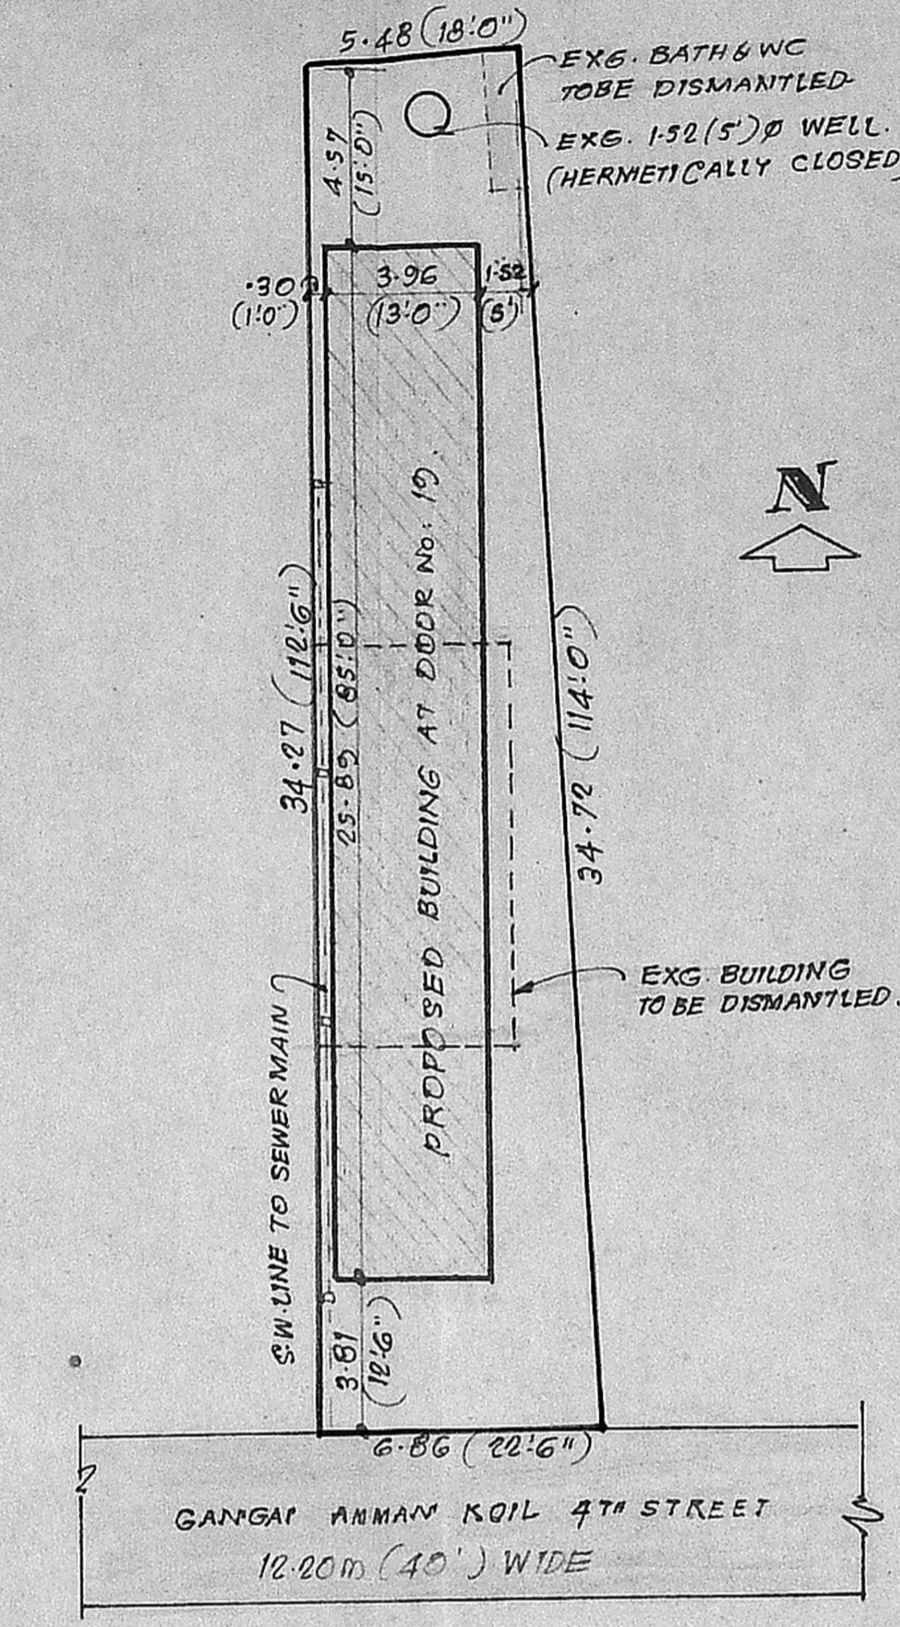 5.48 (18'0")
EXG. BATH & WC
TO BE DISMANTLED
EXG. 1.52 (5') Ø WELL.
(HERMETICALLY CLOSED)
4.57
(15'0")
.30
(1'0")
3.96
(13'0")
1.52
(5')
N
PROPOSED BUILDING AT DOOR No: 19.
34.27 (112'6")
25.89 (85'0")
34.72 (114'0")
EXG. BUILDING
TO BE DISMANTLED.
S.W. LINE TO SEWER MAIN
3.81
(12'6")
6.86 (22'6")
GANGAI AMMAN KOIL 4TH STREET
12.20m (40') WIDE